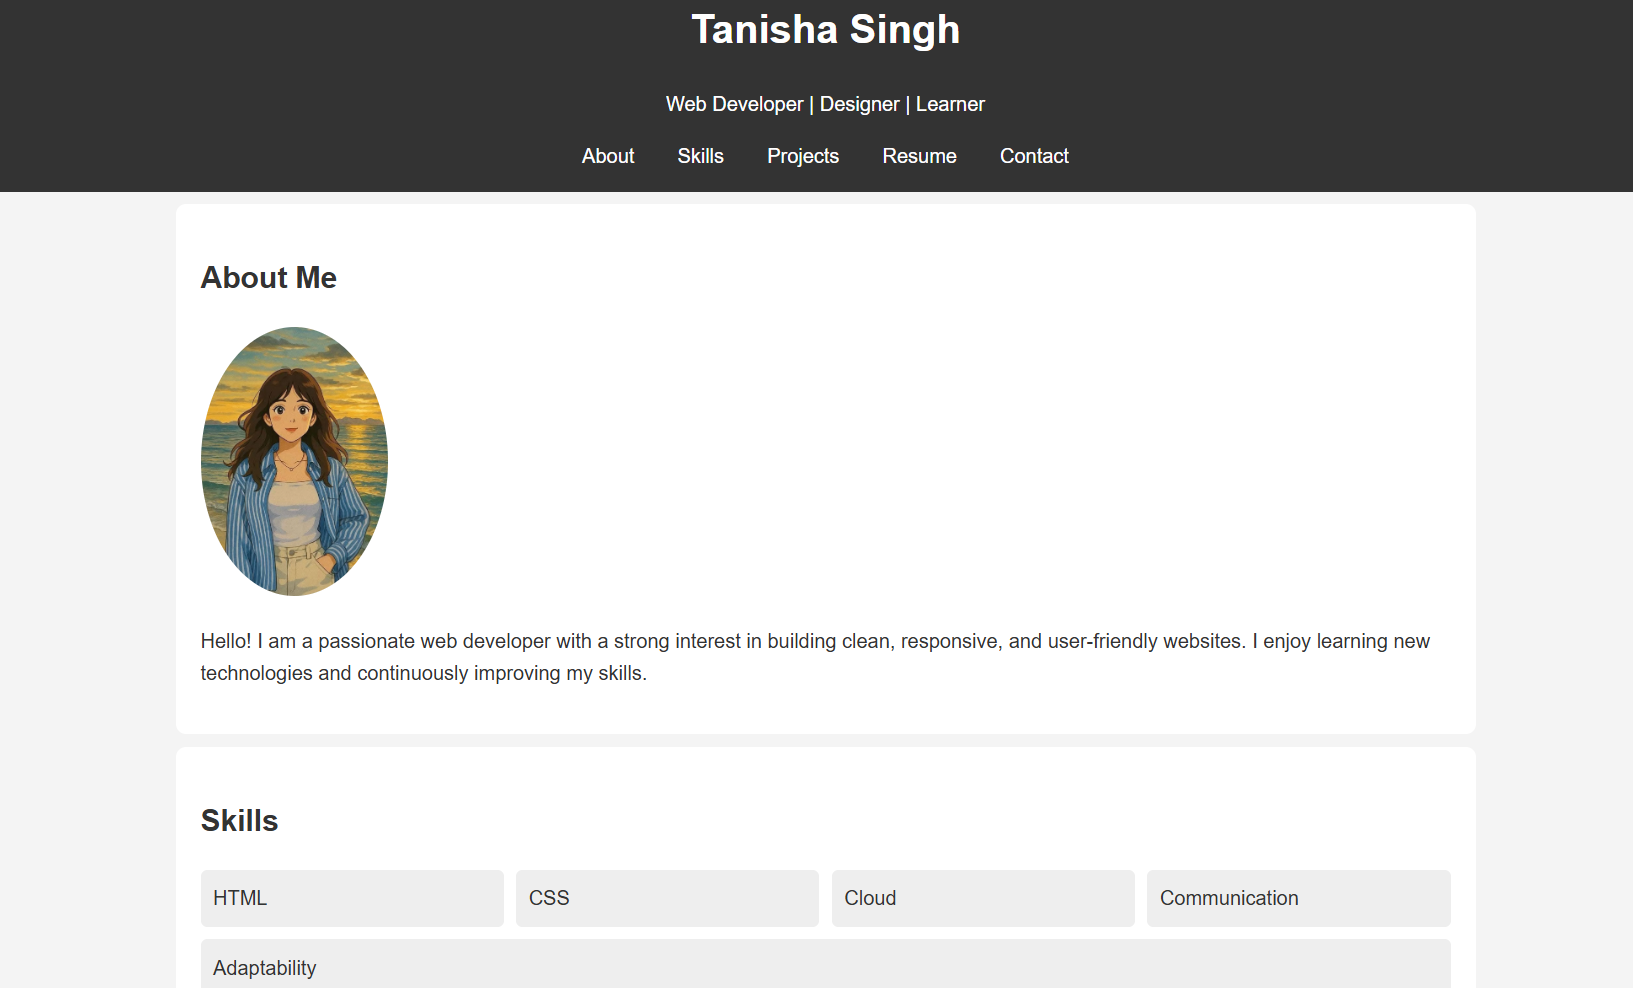 Tanisha Singh
Web Developer | Designer | Learner
About Skills Projects Resume Contact
About Me
Hello! I am a passionate web developer with a strong interest in building clean, responsive, and user-friendly websites. I enjoy learning new
technologies and continuously improving my skills.
Skills
HTML CSS Cloud Communication
Adaptability